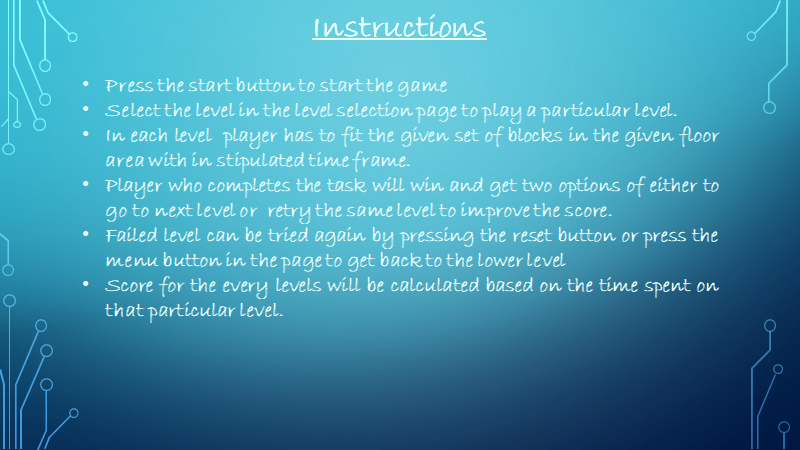 Instructions
• Press the start button to start the game
• Select the level in the level selection page to play a particular level.
• In each level player has to fit the given set of blocks in the given floor
area with in stipulated time frame.
• Player who completes the task will win and get two options of either to
go to next level or retry the same level to improve the score.
• Failed level can be tried again by pressing the reset button or press the
menu button in the page to get back to the lower level
• Score for the every levels will be calculated based on the time spent on
that particular level.